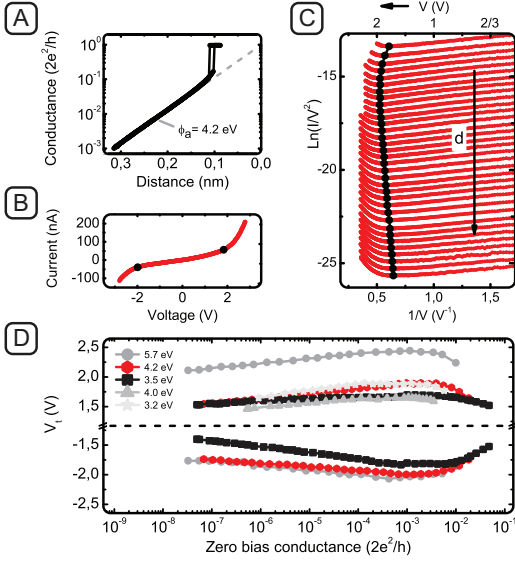 A
Conductance (2e²/h)
10⁰
10⁻¹
10⁻²
10⁻³
ϕₐ= 4.2 eV
0,3 0,2 0,1 0,0
Distance (nm)
B
Current (nA)
200
100
0
-100
-2 0 2
Voltage (V)
C
V (V)
2 1 2/3
Ln(I/V²)
-15
-20
-25
d
0,5 1,0 1,5
1/V (V⁻¹)
D
Vₜ (V)
2,5
2,0
1,5
-1,5
-2,0
-2,5
5.7 eV
4.2 eV
3.5 eV
4.0 eV
3.2 eV
10⁻⁹ 10⁻⁸ 10⁻⁷ 10⁻⁶ 10⁻⁵ 10⁻⁴ 10⁻³ 10⁻² 10⁻¹
Zero bias conductance (2e²/h)